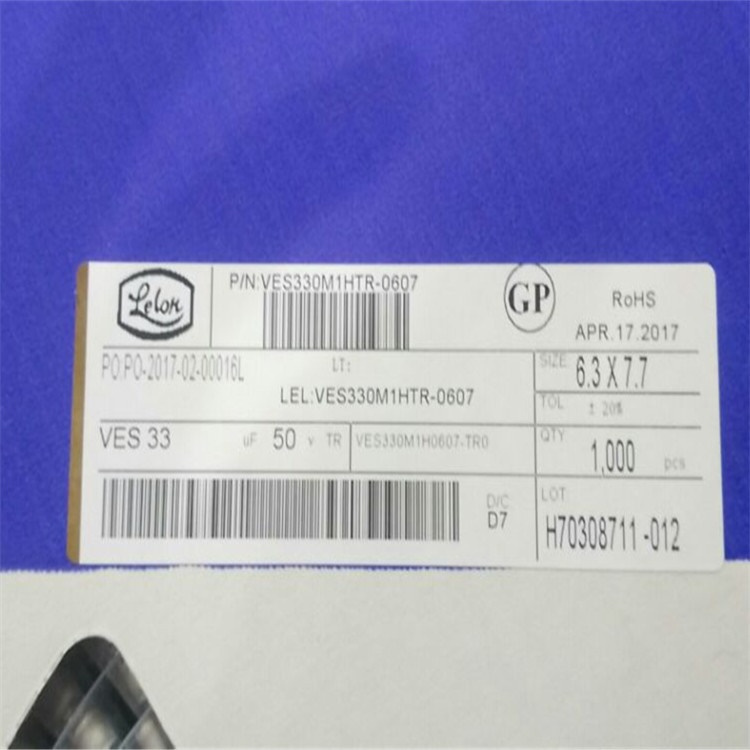 Lelon
P/N:VES330M1HTR-0607
GP
RoHS
APR.17.2017
PO:PO-2017-02-00016L
LT:
LEL:VES330M1HTR-0607
SIZE 6.3 X 7.7
TOL ± 20%
VES 33 uF 50 v TR
VES330M1H0607-TR0
QTY 1,000 pcs
D/C
D7
LOT
H70308711-012